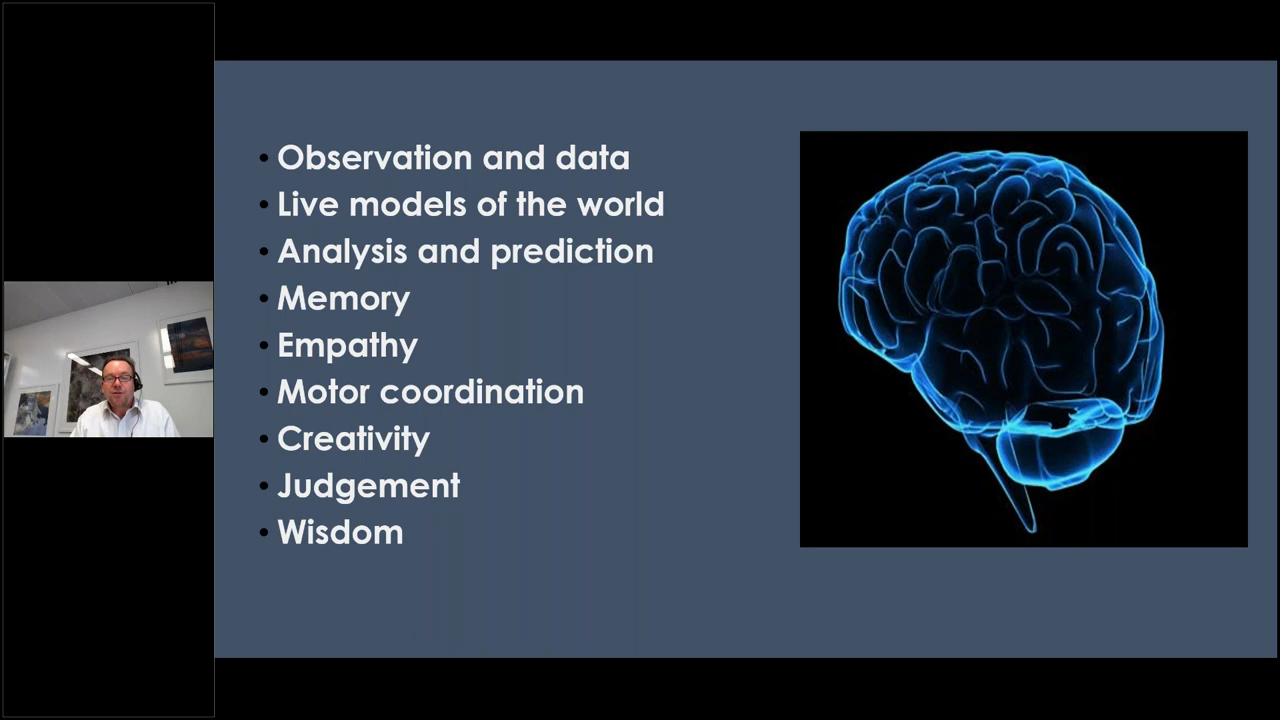 • Observation and data
• Live models of the world
• Analysis and prediction
• Memory
• Empathy
• Motor coordination
• Creativity
• Judgement
• Wisdom